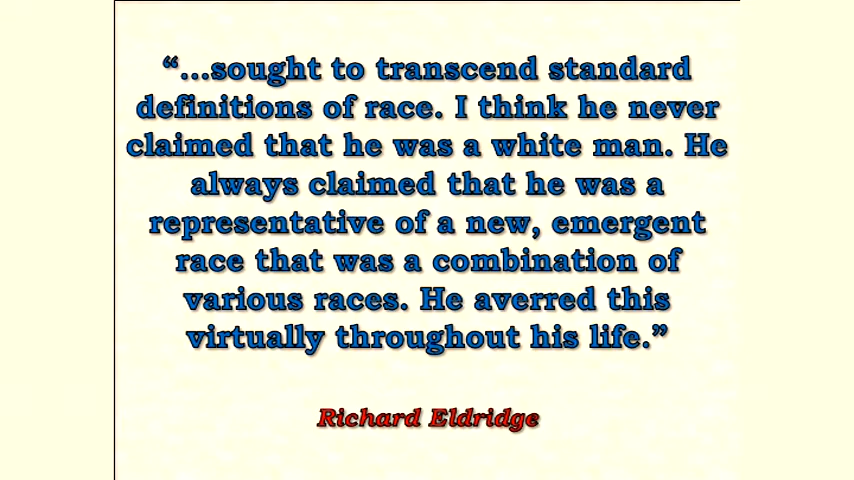 “...sought to transcend standard
definitions of race. I think he never
claimed that he was a white man. He
always claimed that he was a
representative of a new, emergent
race that was a combination of
various races. He averred this
virtually throughout his life.”
Richard Eldridge